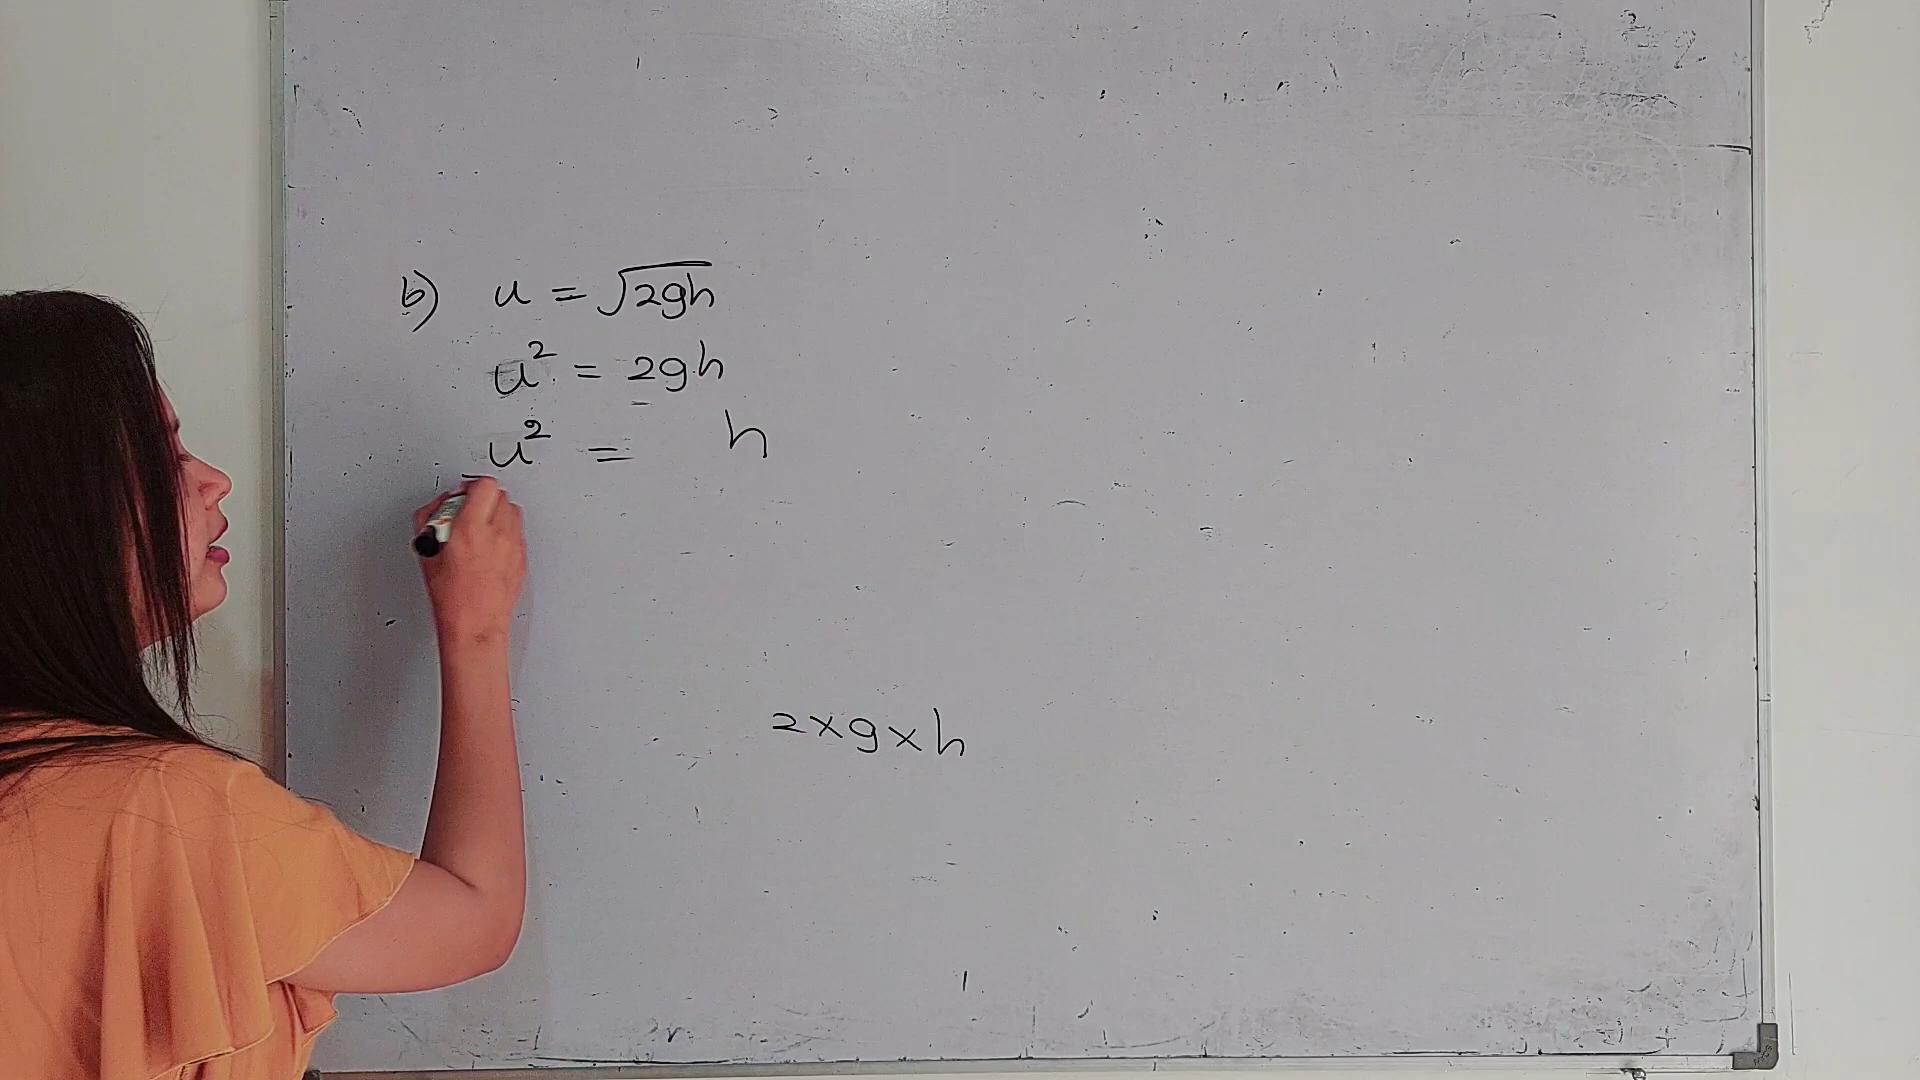 b) u = √2gh
u² = 2gh
u² = h
2×g×h